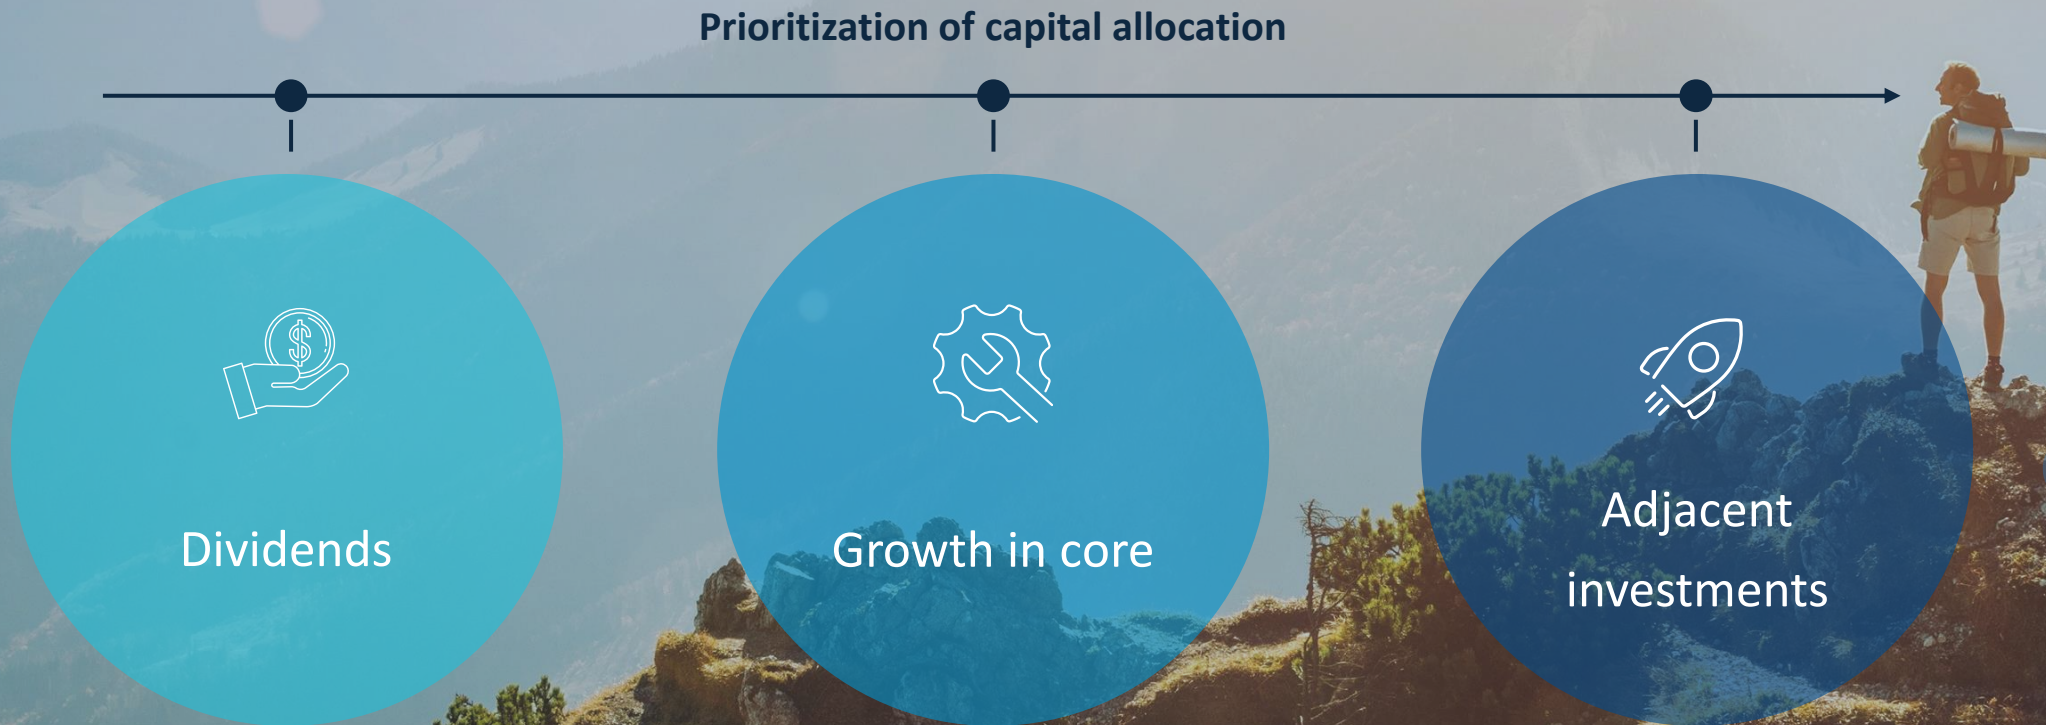 Prioritization of capital allocation
Dividends
Growth in core
Adjacent
investments